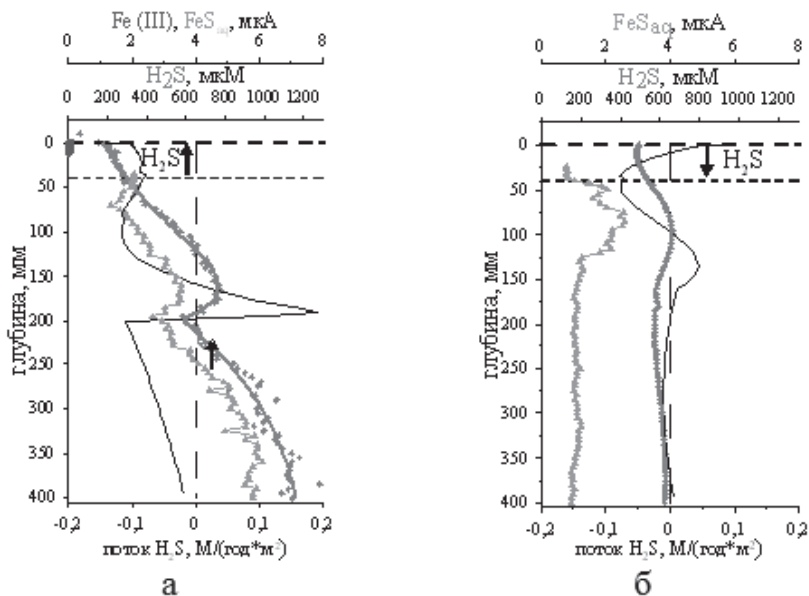 Fe (III), FeSaq, мкА
0 2 4 6 8
H2S, мкМ
0 200 400 600 800 1000 1200
глубина, мм
0
50
100
150
200
250
300
350
400
H2S
-0,2 -0,1 0 0,1 0,2
поток H2S, М/(год*м²)
а
FeSaq, мкА
0 2 4 6 8
H2S, мкМ
0 200 400 600 800 1000 1200
глубина, мм
0
50
100
150
200
250
300
350
400
H2S
-0,2 -0,1 0 0,1 0,2
поток H2S, М/(год*м²)
б